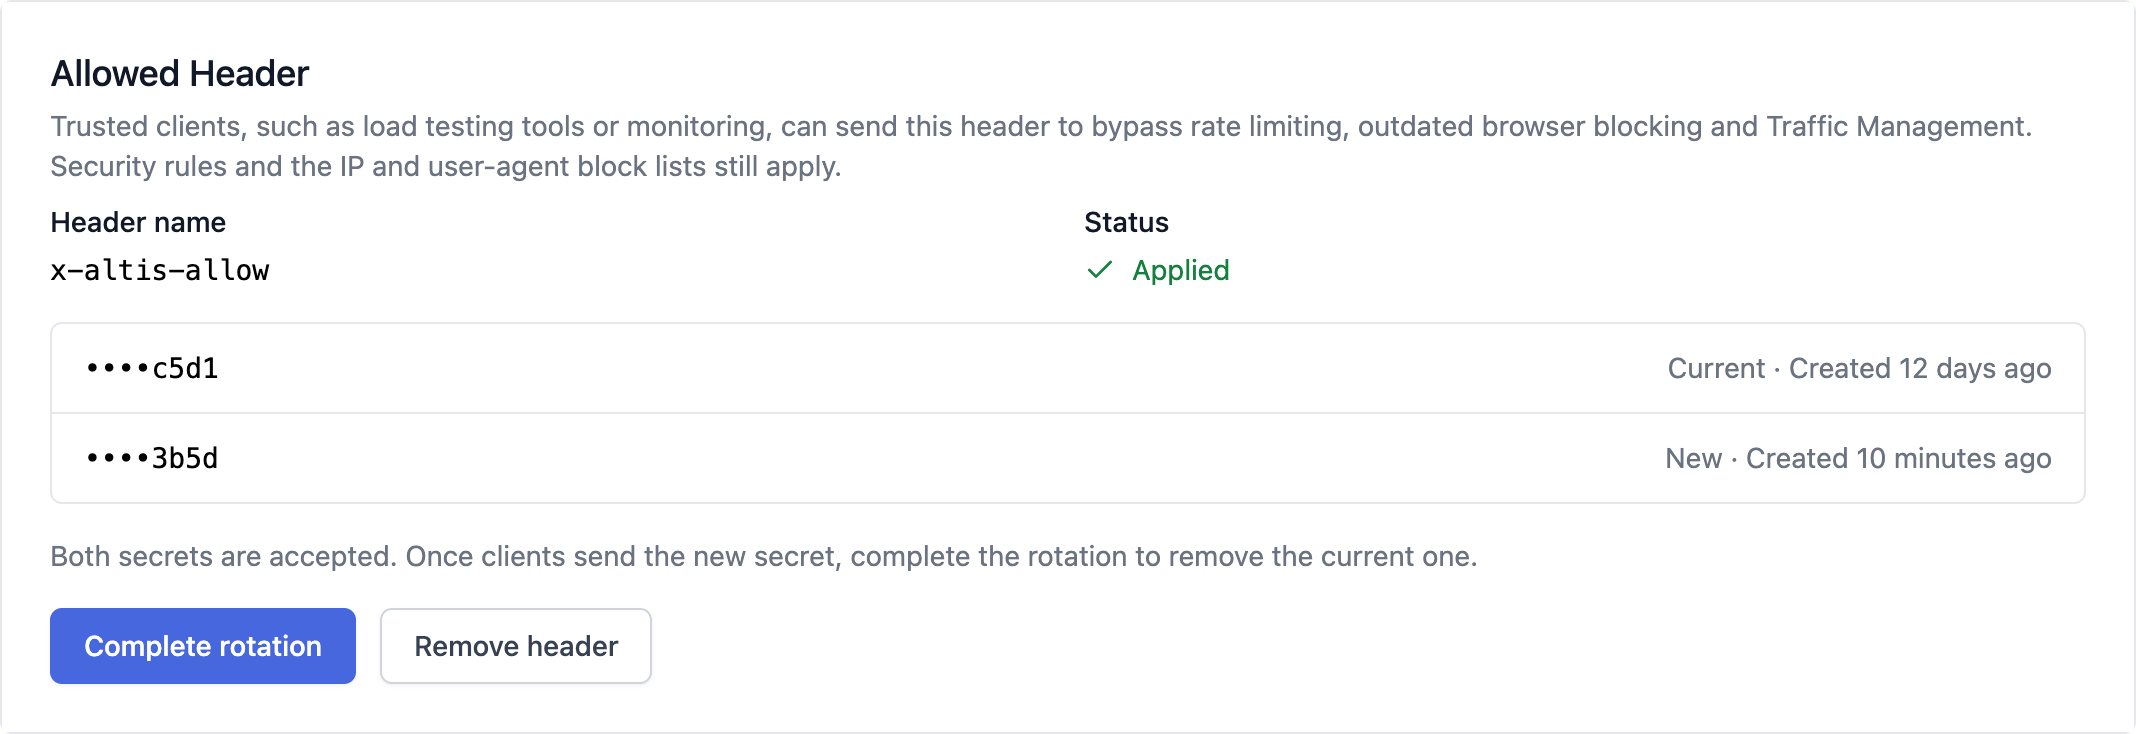 Allowed Header
Trusted clients, such as load testing tools or monitoring, can send this header to bypass rate limiting, outdated browser blocking and Traffic Management.
Security rules and the IP and user-agent block lists still apply.
Header name
x-altis-allow
Status
✓ Applied
••••c5d1
Current · Created 12 days ago
••••3b5d
New · Created 10 minutes ago
Both secrets are accepted. Once clients send the new secret, complete the rotation to remove the current one.
Complete rotation
Remove header